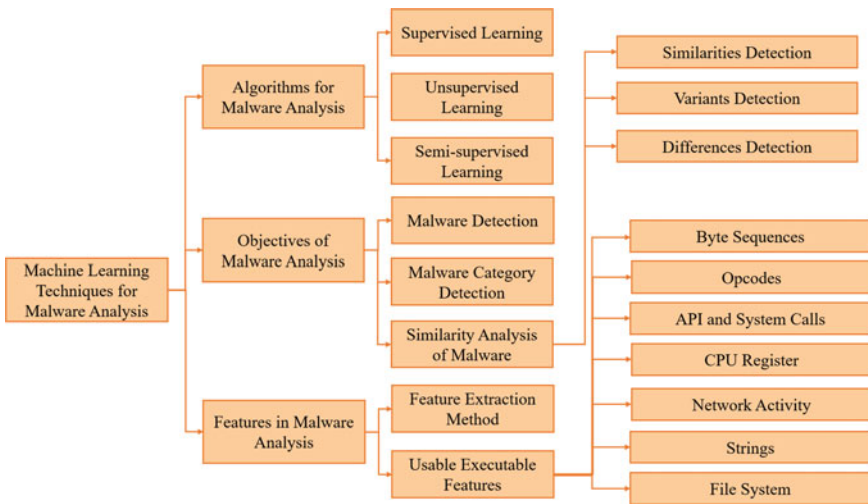 Machine Learning
Techniques for
Malware Analysis
Algorithms for
Malware Analysis
Objectives of
Malware Analysis
Features in Malware
Analysis
Supervised Learning
Unsupervised
Learning
Semi-supervised
Learning
Malware Detection
Malware Category
Detection
Similarity Analysis
of Malware
Feature Extraction
Method
Usable Executable
Features
Similarities Detection
Variants Detection
Differences Detection
Byte Sequences
Opcodes
API and System Calls
CPU Register
Network Activity
Strings
File System